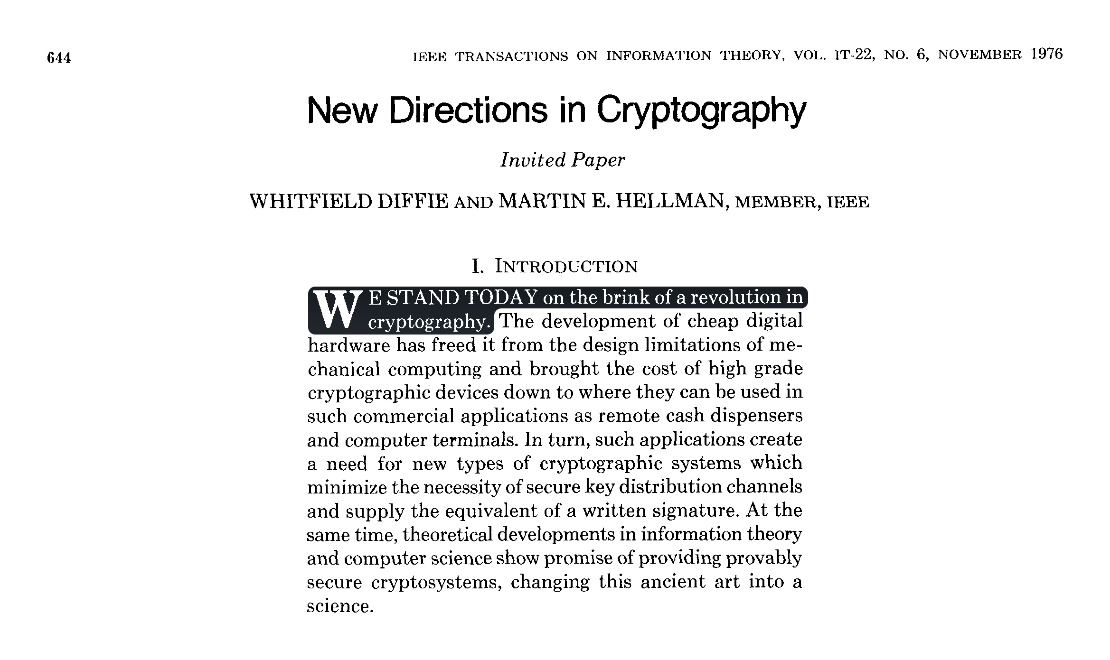 644
IEEE TRANSACTIONS ON INFORMATION THEORY, VOL. IT-22, NO. 6, NOVEMBER 1976
New Directions in Cryptography
Invited Paper
WHITFIELD DIFFIE AND MARTIN E. HELLMAN, MEMBER, IEEE
I. INTRODUCTION
WE STAND TODAY on the brink of a revolution in
cryptography. The development of cheap digital
hardware has freed it from the design limitations of me-
chanical computing and brought the cost of high grade
cryptographic devices down to where they can be used in
such commercial applications as remote cash dispensers
and computer terminals. In turn, such applications create
a need for new types of cryptographic systems which
minimize the necessity of secure key distribution channels
and supply the equivalent of a written signature. At the
same time, theoretical developments in information theory
and computer science show promise of providing provably
secure cryptosystems, changing this ancient art into a
science.